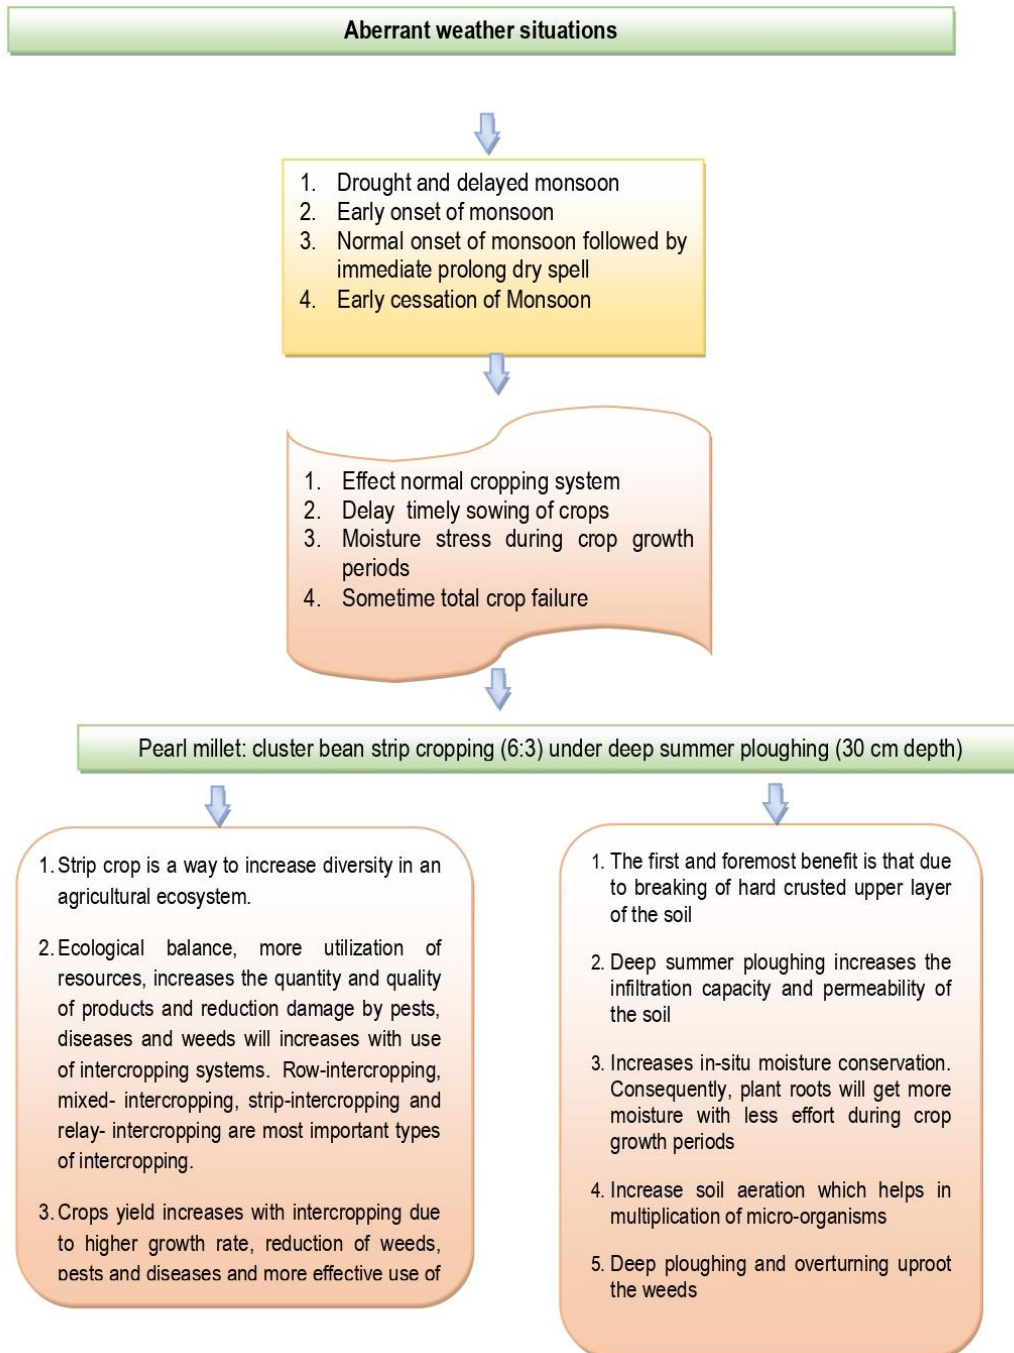 Aberrant weather situations
1. Drought and delayed monsoon
2. Early onset of monsoon
3. Normal onset of monsoon followed by
immediate prolong dry spell
4. Early cessation of Monsoon
1. Effect normal cropping system
2. Delay timely sowing of crops
3. Moisture stress during crop growth
periods
4. Sometime total crop failure
Pearl millet: cluster bean strip cropping (6:3) under deep summer ploughing (30 cm depth)
1. Strip crop is a way to increase diversity in an
agricultural ecosystem.
2. Ecological balance, more utilization of
resources, increases the quantity and quality
of products and reduction damage by pests,
diseases and weeds will increases with use
of intercropping systems. Row-intercropping,
mixed- intercropping, strip-intercropping and
relay- intercropping are most important types
of intercropping.
3. Crops yield increases with intercropping due
to higher growth rate, reduction of weeds,
pests and diseases and more effective use of
1. The first and foremost benefit is that due
to breaking of hard crusted upper layer
of the soil
2. Deep summer ploughing increases the
infiltration capacity and permeability of
the soil
3. Increases in-situ moisture conservation.
Consequently, plant roots will get more
moisture with less effort during crop
growth periods
4. Increase soil aeration which helps in
multiplication of micro-organisms
5. Deep ploughing and overturning uproot
the weeds